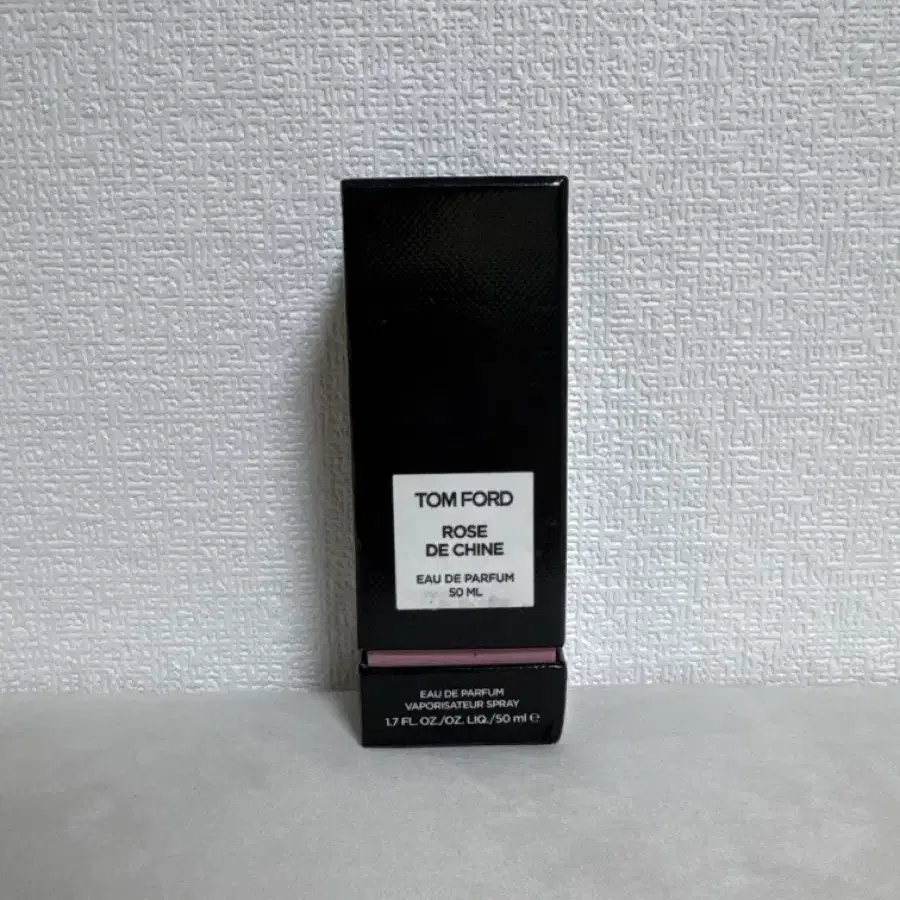 TOM FORD
ROSE
DE CHINE
EAU DE PARFUM
50 ML
EAU DE PARFUM
VAPORISATEUR SPRAY
1.7 FL. OZ./OZ. LIQ./50 ml ℮